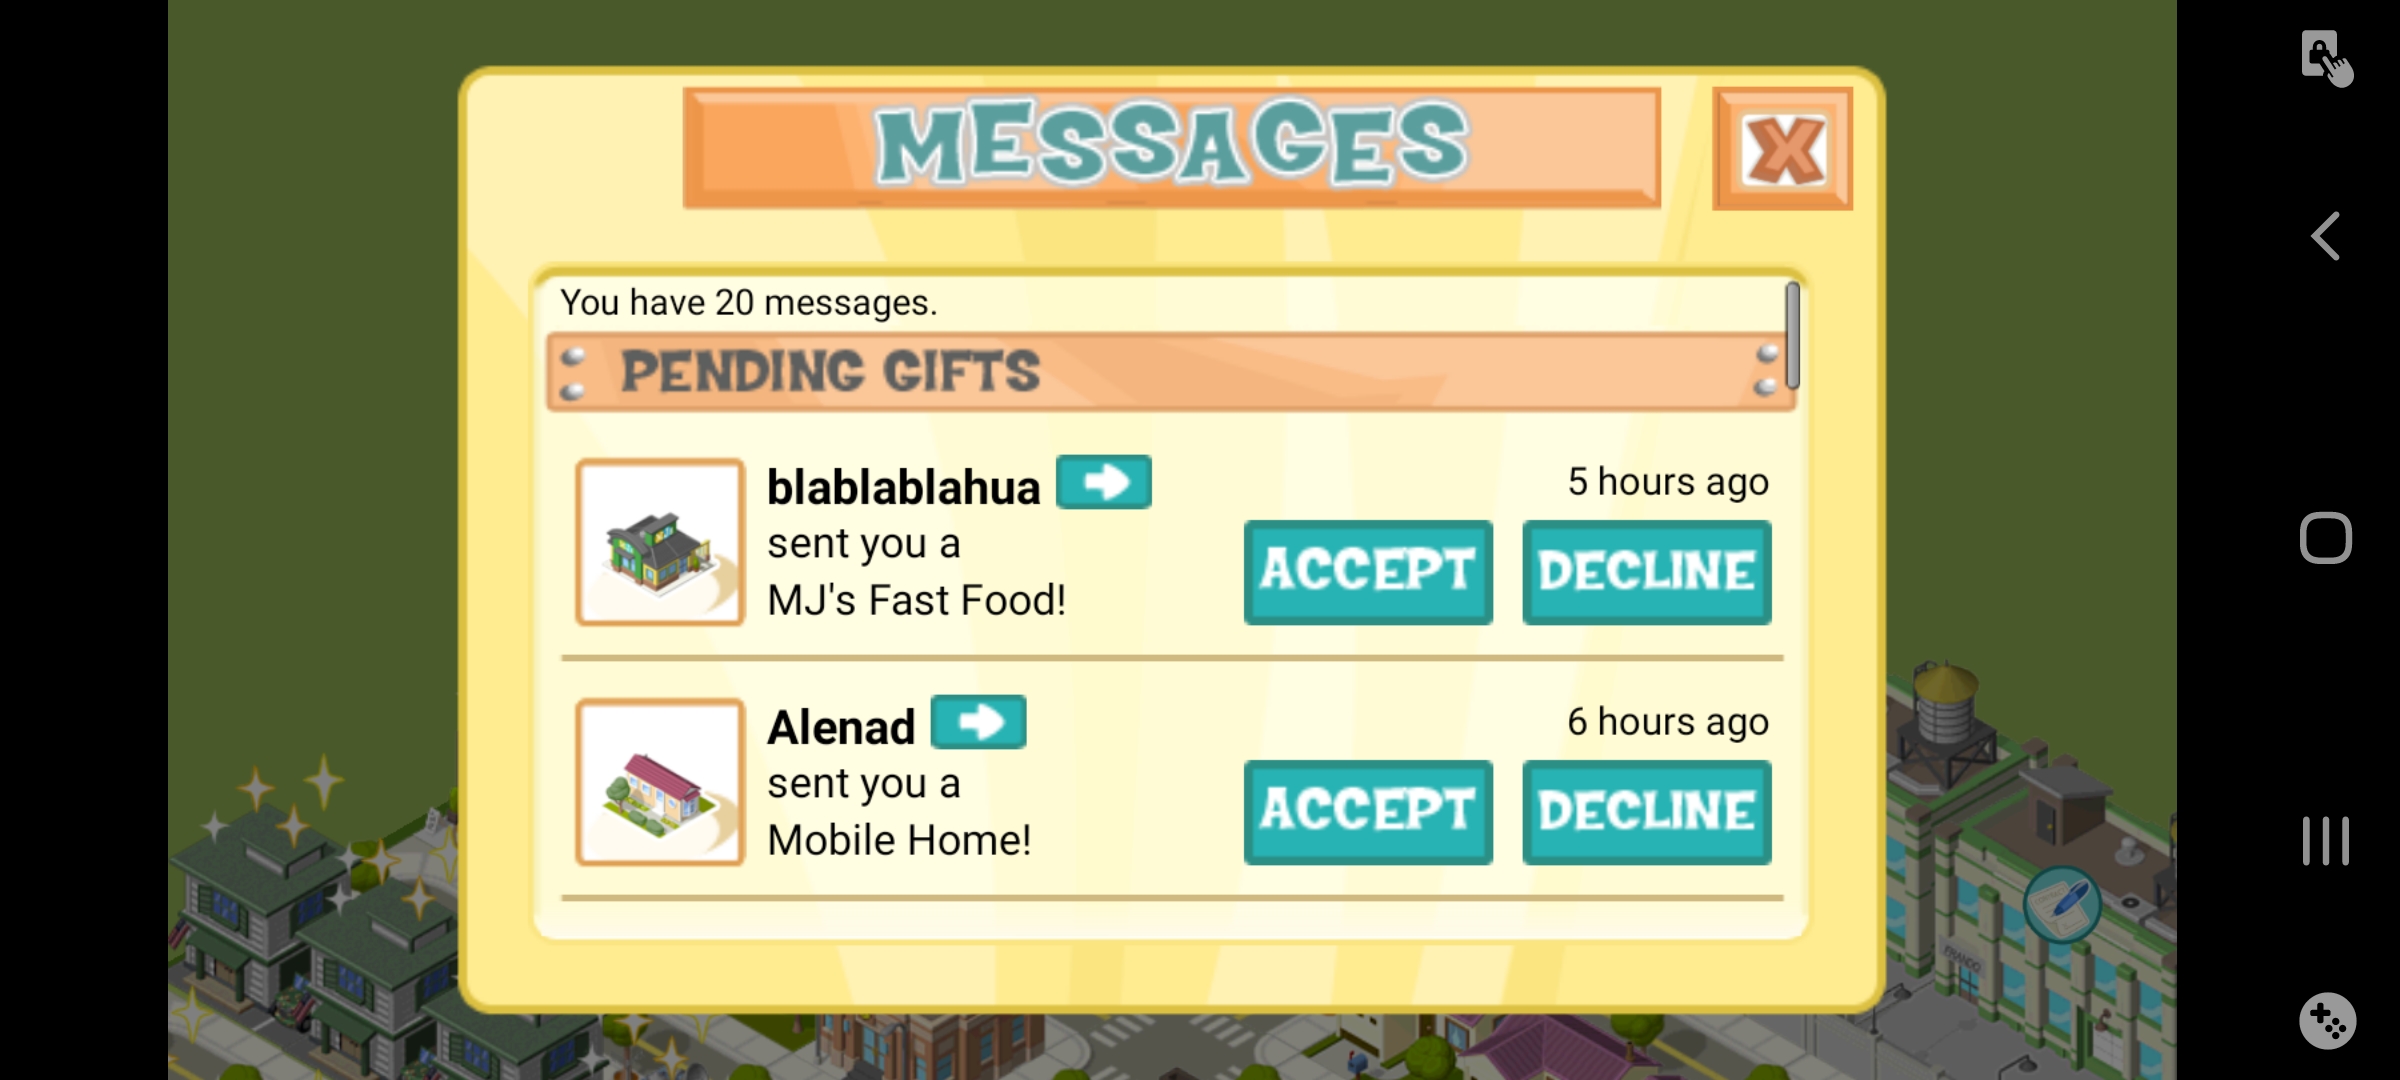 MESSAGES
X
You have 20 messages.
PENDING GIFTS
blablablahua
5 hours ago
sent you a
MJ's Fast Food!
ACCEPT DECLINE
Alenad
6 hours ago
sent you a
Mobile Home!
ACCEPT DECLINE